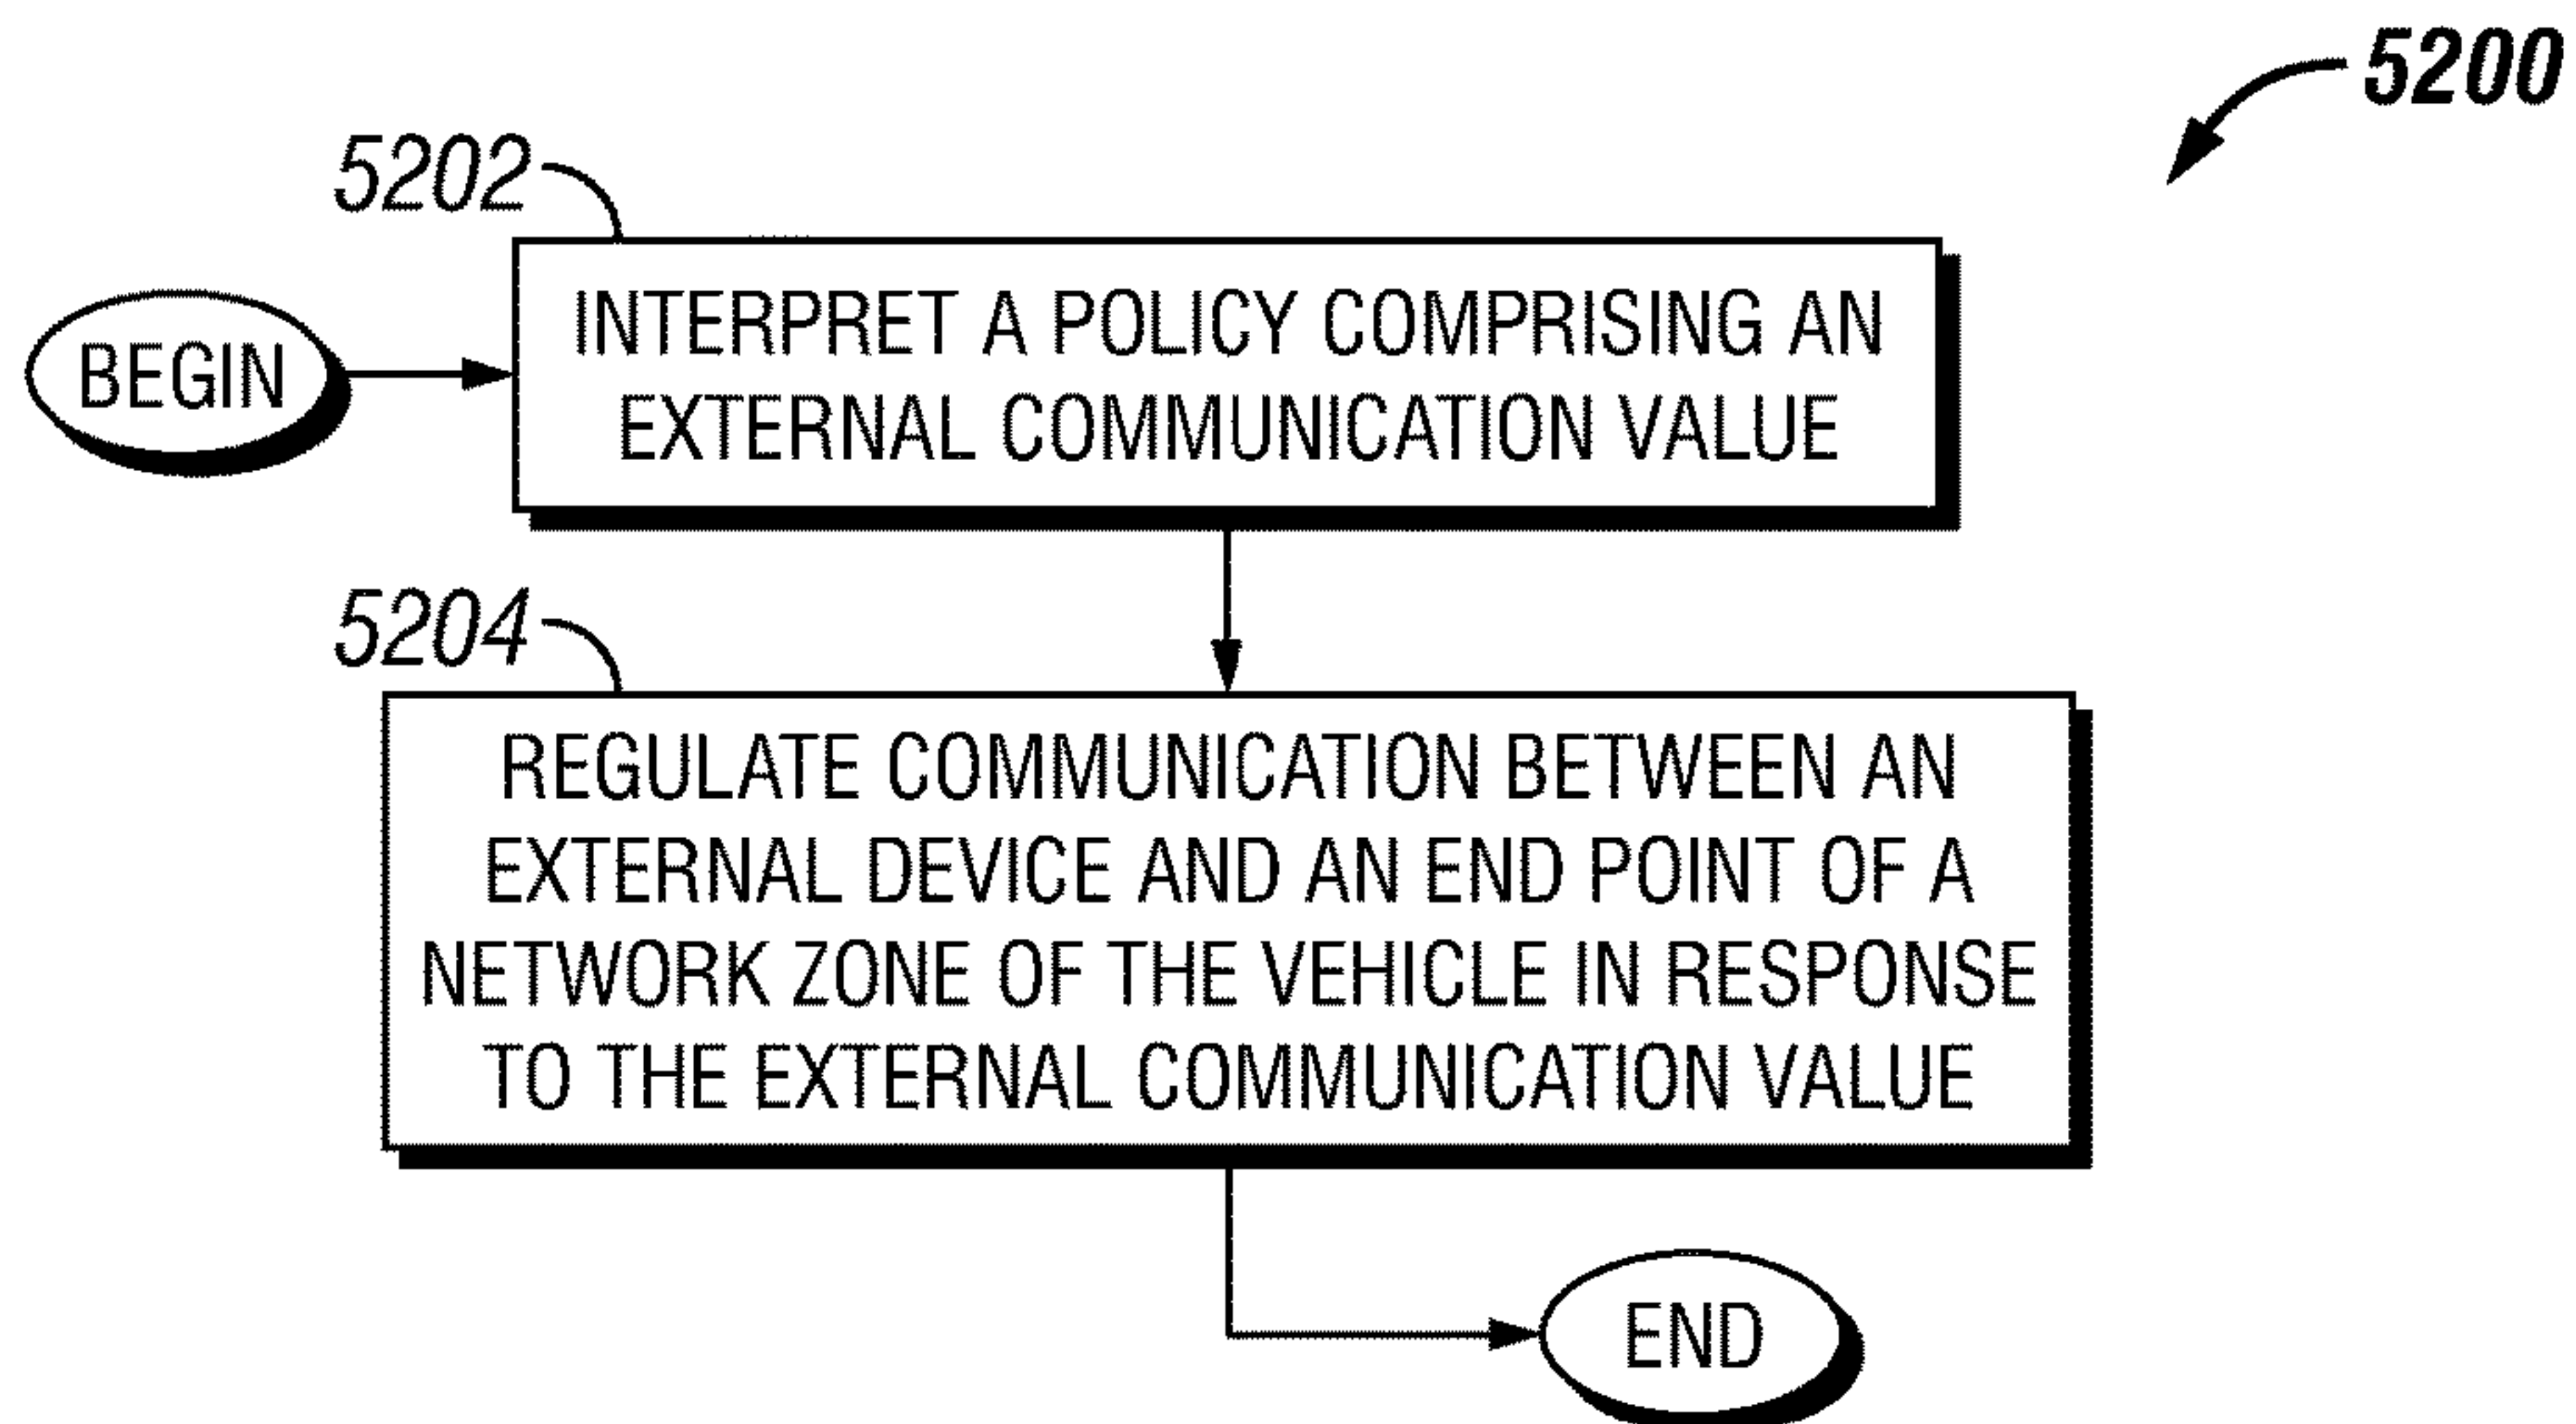 5200
5202
BEGIN
INTERPRET A POLICY COMPRISING AN
EXTERNAL COMMUNICATION VALUE
5204
REGULATE COMMUNICATION BETWEEN AN
EXTERNAL DEVICE AND AN END POINT OF A
NETWORK ZONE OF THE VEHICLE IN RESPONSE
TO THE EXTERNAL COMMUNICATION VALUE
END